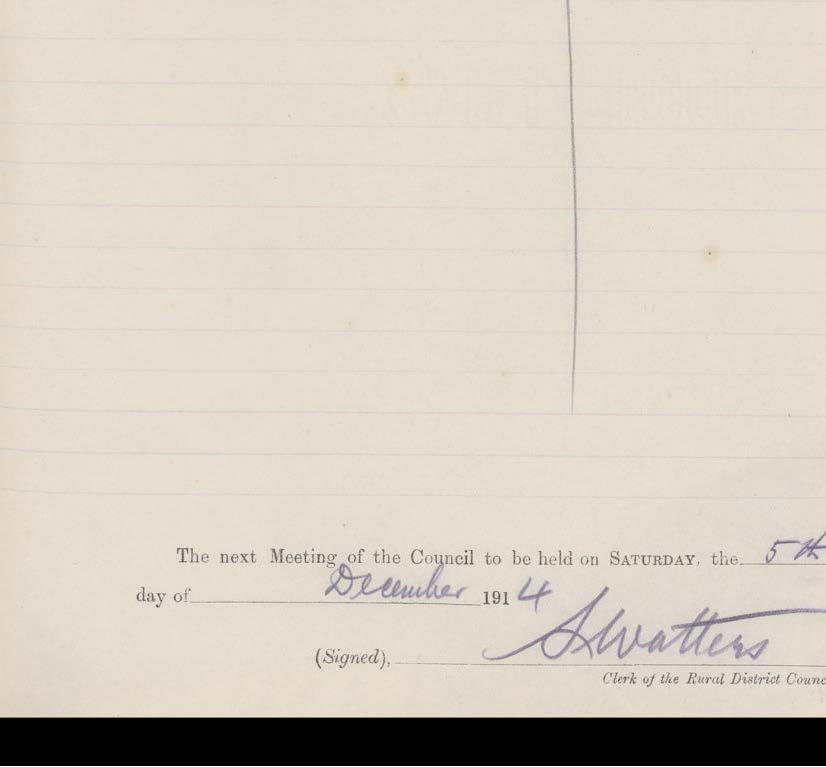 The next Meeting of the Council to be held on SATURDAY, the 5th
day of December 1914
(Signed), S Watters
Clerk of the Rural District Counc